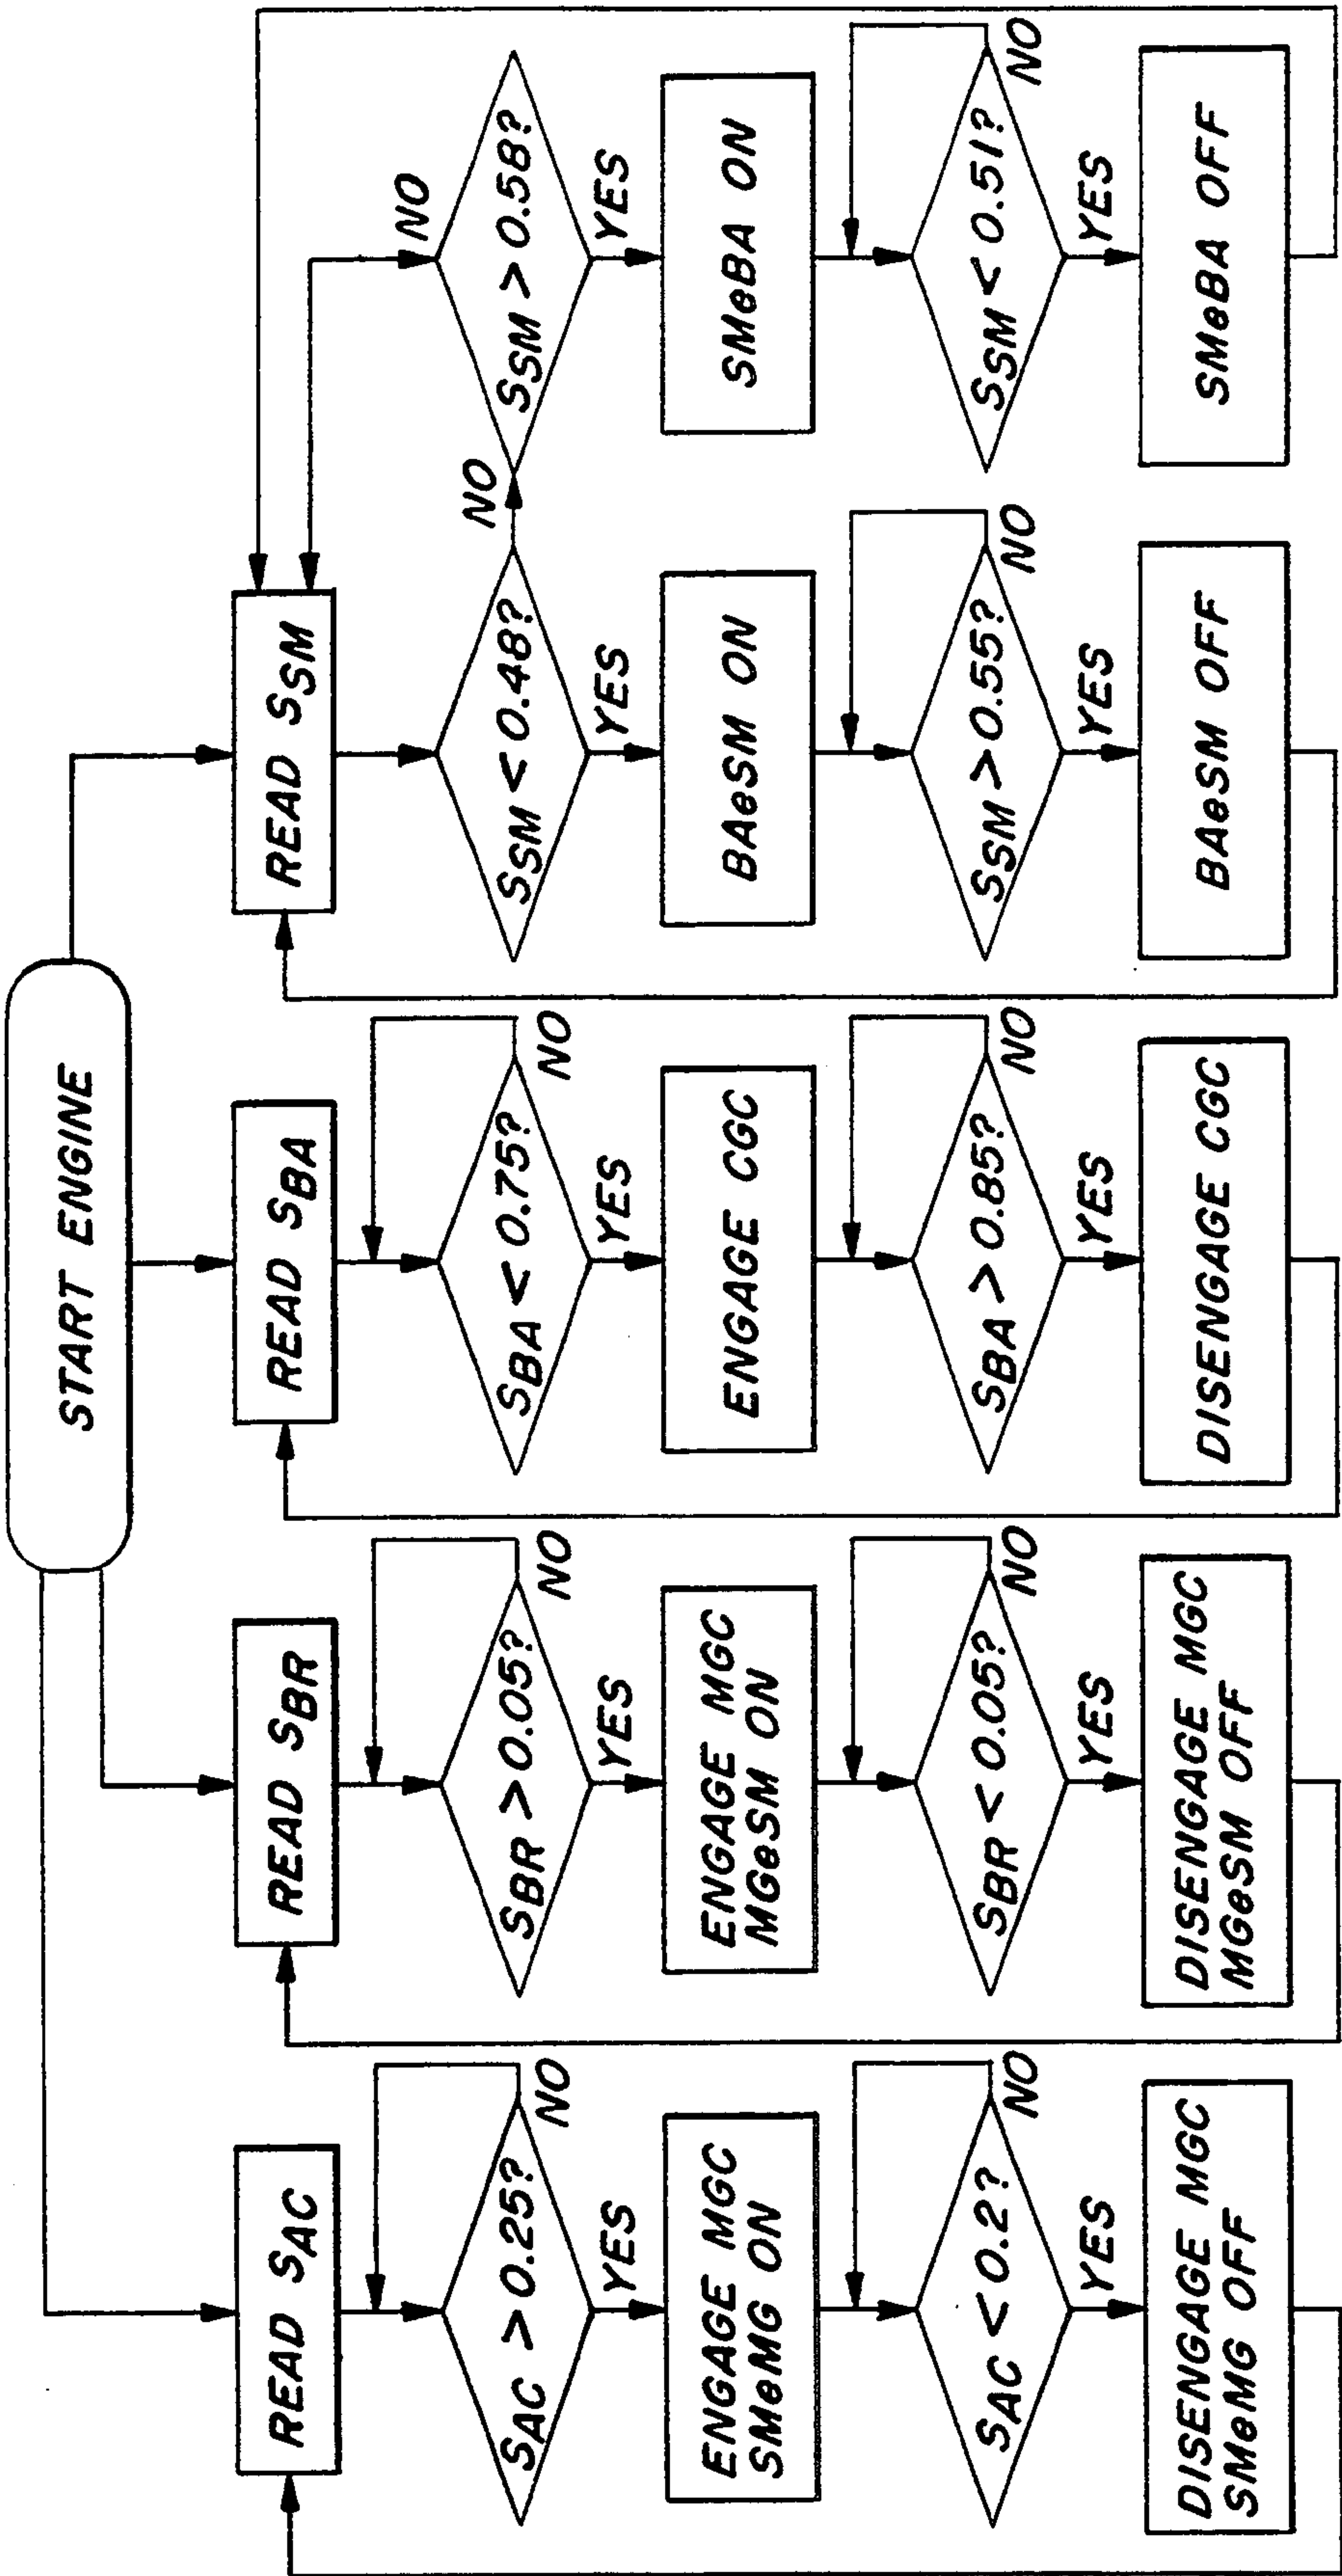 START ENGINE
READ SAC
SAC > 0.25?
NO
YES
ENGAGE MGC
SMeMG ON
SAC < 0.2?
NO
YES
DISENGAGE MGC
SMeMG OFF
READ SBR
SBR > 0.05?
NO
YES
ENGAGE MGC
MGeSM ON
SBR < 0.05?
NO
YES
DISENGAGE MGC
MGeSM OFF
READ SBA
SBA < 0.75?
NO
YES
ENGAGE CGC
SBA > 0.85?
NO
YES
DISENGAGE CGC
READ SSM
SSM < 0.48?
NO
YES
BAeSM ON
SSM > 0.55?
NO
YES
BAeSM OFF
NO
SSM > 0.58?
YES
SMeBA ON
SSM < 0.51?
NO
YES
SMeBA OFF